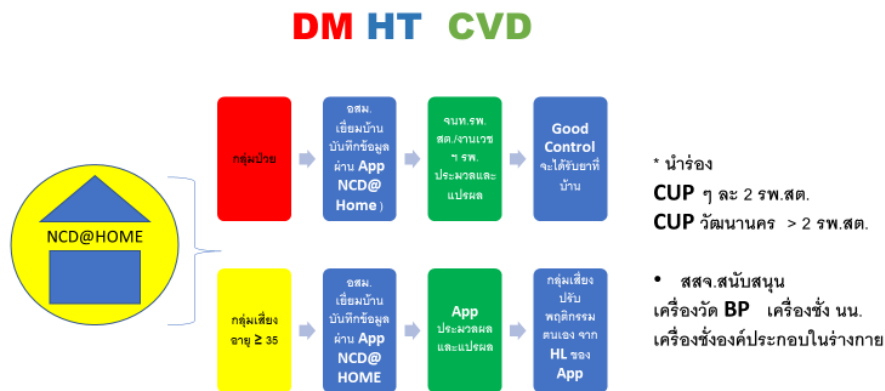 DM HT CVD
NCD@HOME
กลุ่มป่วย
อสม.
เยี่ยมบ้าน
บันทึกข้อมูล
ผ่าน App
NCD@
Home )
จนท.รพ.
สต./งานเวช
ฯ รพ.
ประมวลและ
แปรผล
Good
Control
จะได้รับยาที่
บ้าน
กลุ่มเสี่ยง
อายุ ≥ 35
อสม.
เยี่ยมบ้าน
บันทึกข้อมูล
ผ่าน App
NCD@
HOME
App
ประมวลผล
และแปรผล
กลุ่มเสี่ยง
ปรับ
พฤติกรรม
ตนเอง จาก
HL ของ
App
* นำร่อง
CUP ๆ ละ 2 รพ.สต.
CUP วัฒนานคร > 2 รพ.สต.
• สสจ.สนับสนุน
เครื่องวัด BP เครื่องชั่ง นน.
เครื่องชั่งองค์ประกอบในร่างกาย